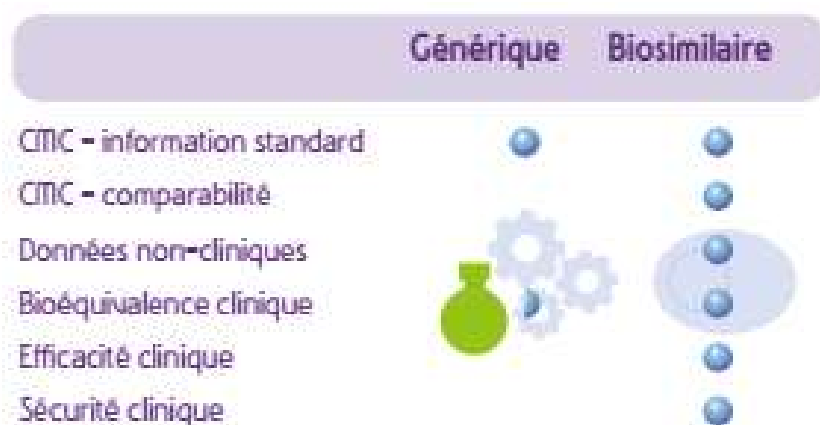 Générique Biosimilaire
CMC - information standard
CMC - comparabilité
Données non-cliniques
Bioéquivalence clinique
Efficacité clinique
Sécurité clinique